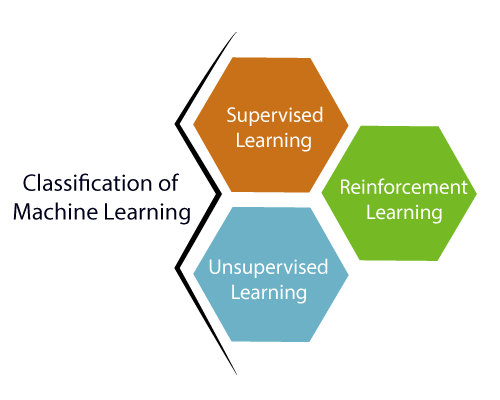 Classification of
Machine Learning
Supervised
Learning
Reinforcement
Learning
Unsupervised
Learning